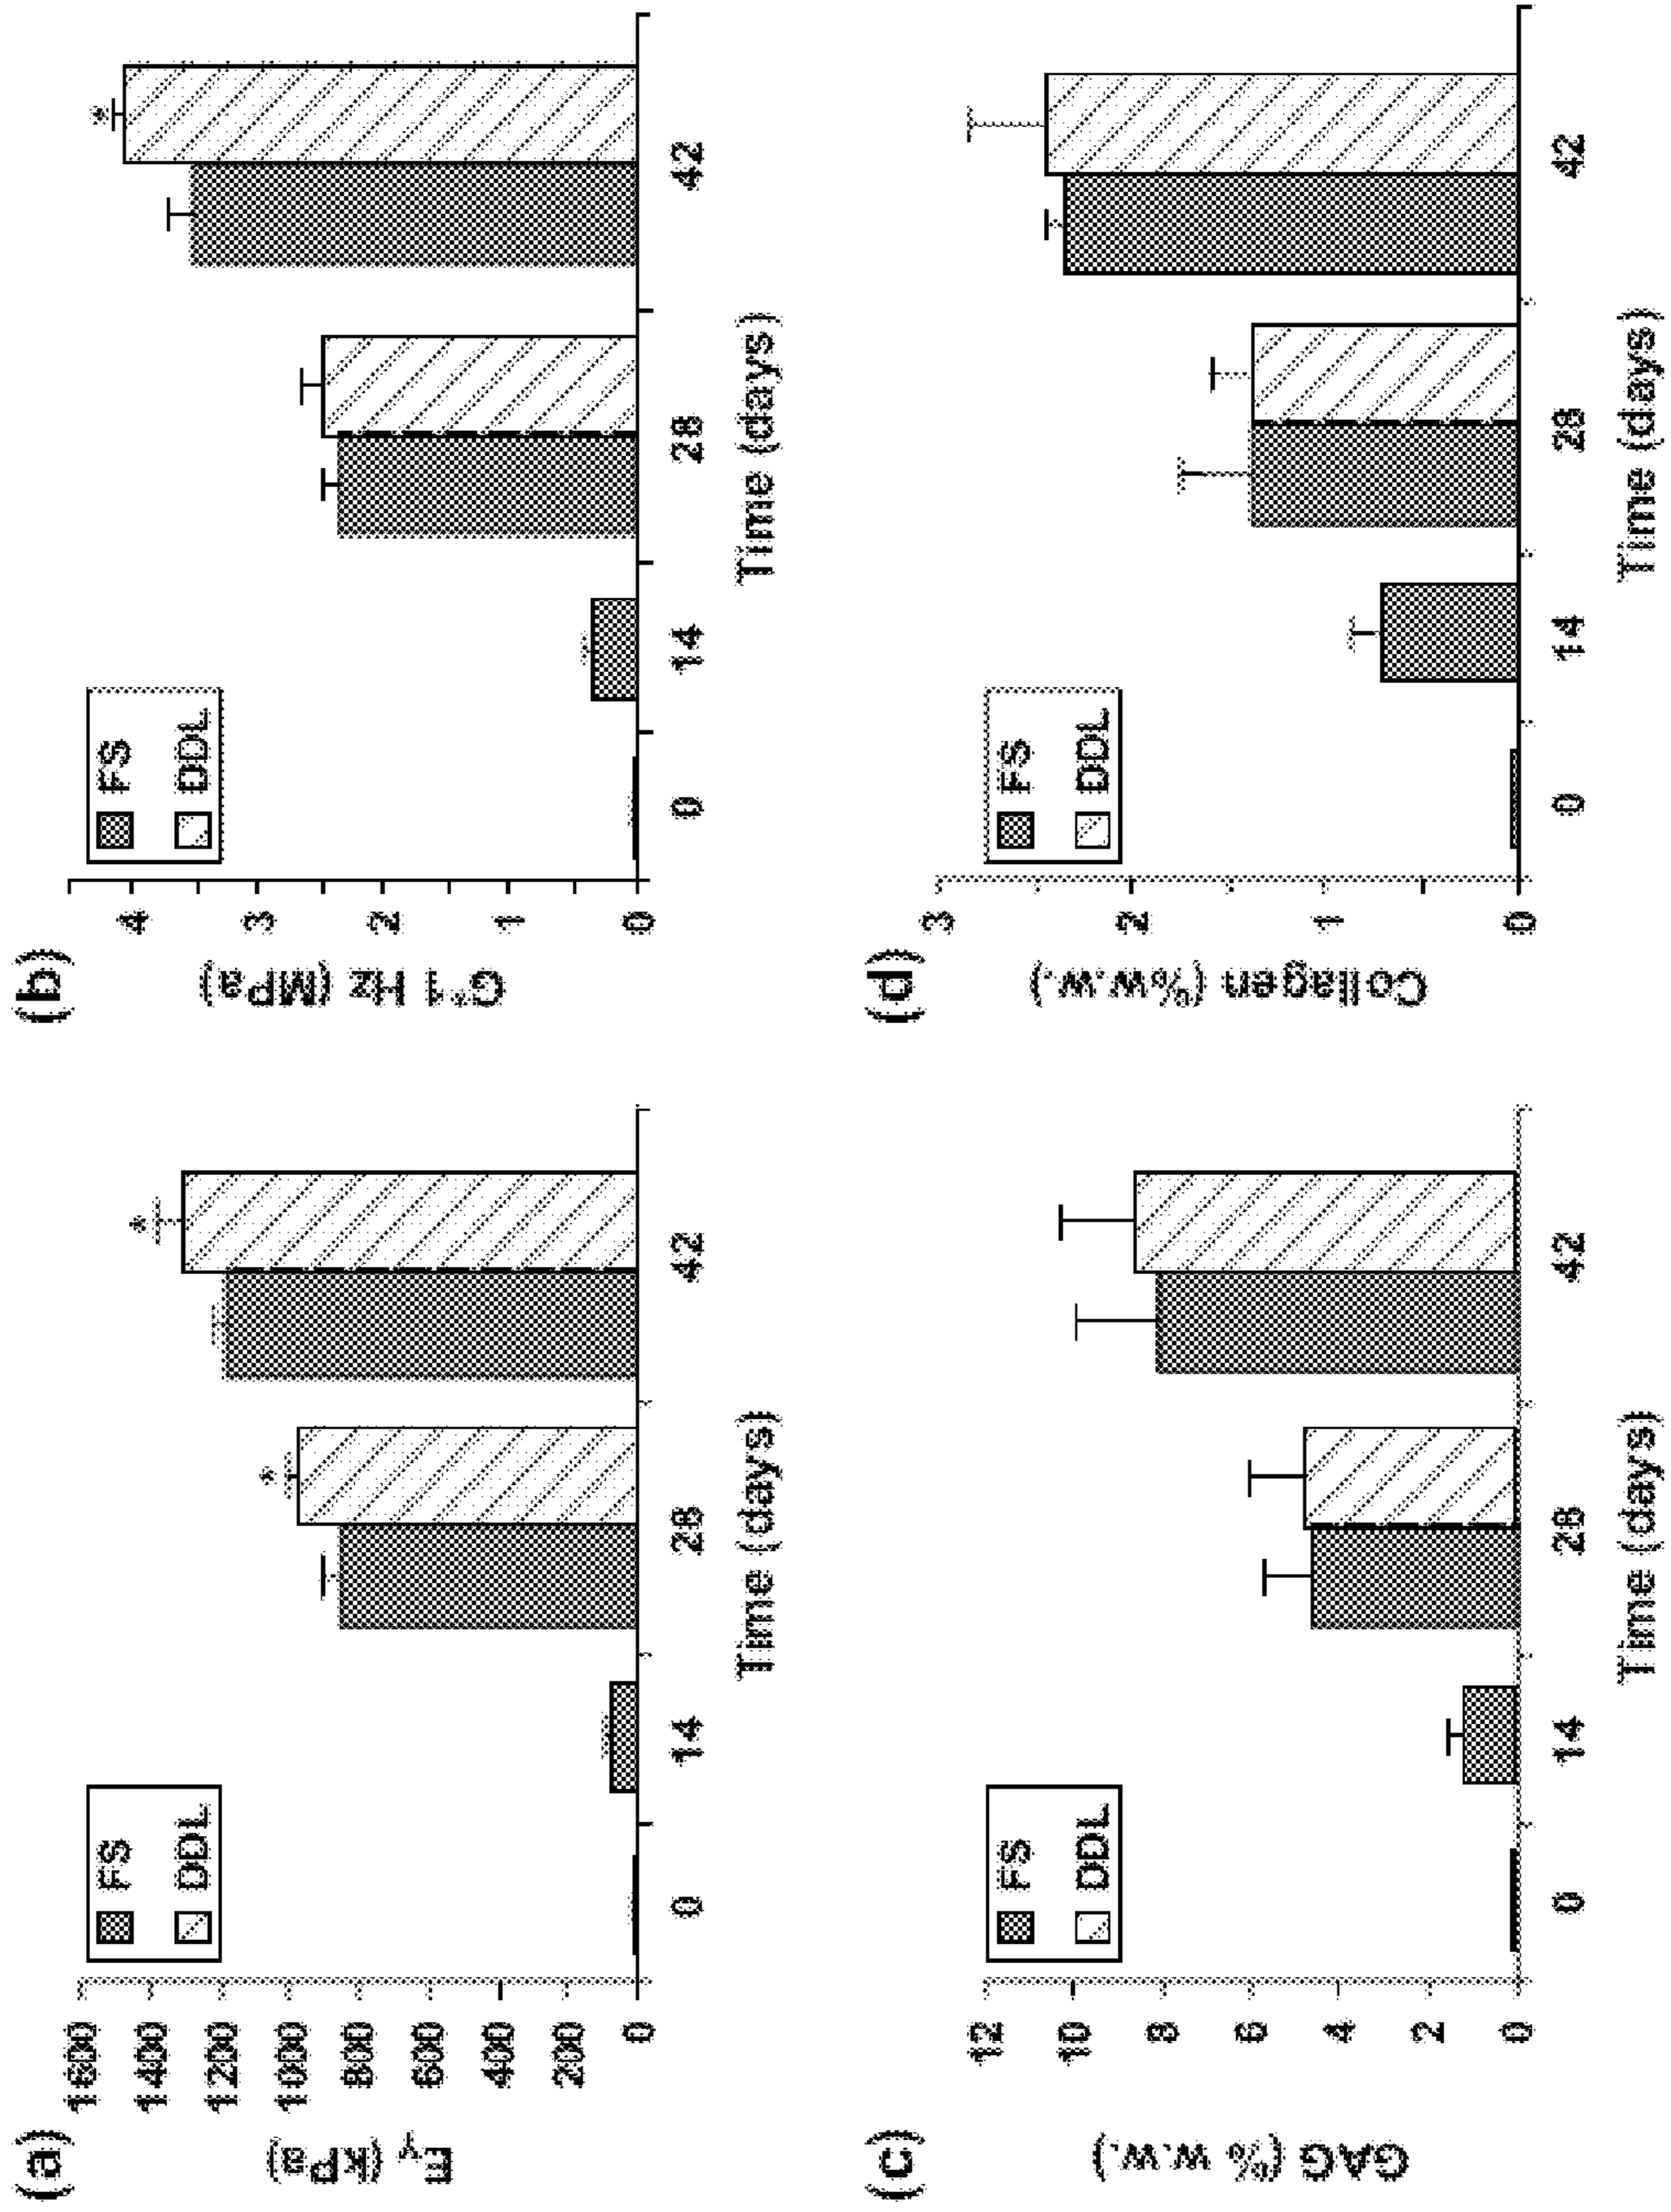 (a)
1600
1400
1200
1000
800
600
400
200
0
E_Y (kPa)
FS
DDL
*
*
0 14 28 42
Time (days)
(b)
4
3
2
1
0
G*1 Hz (MPa)
FS
DDL
*
0 14 28 42
Time (days)
(c)
12
10
8
6
4
2
0
GAG (% w.w.)
FS
DDL
0 14 28 42
Time (days)
(d)
3
2
1
0
Collagen (%w.w.)
FS
DDL
0 14 28 42
Time (days)